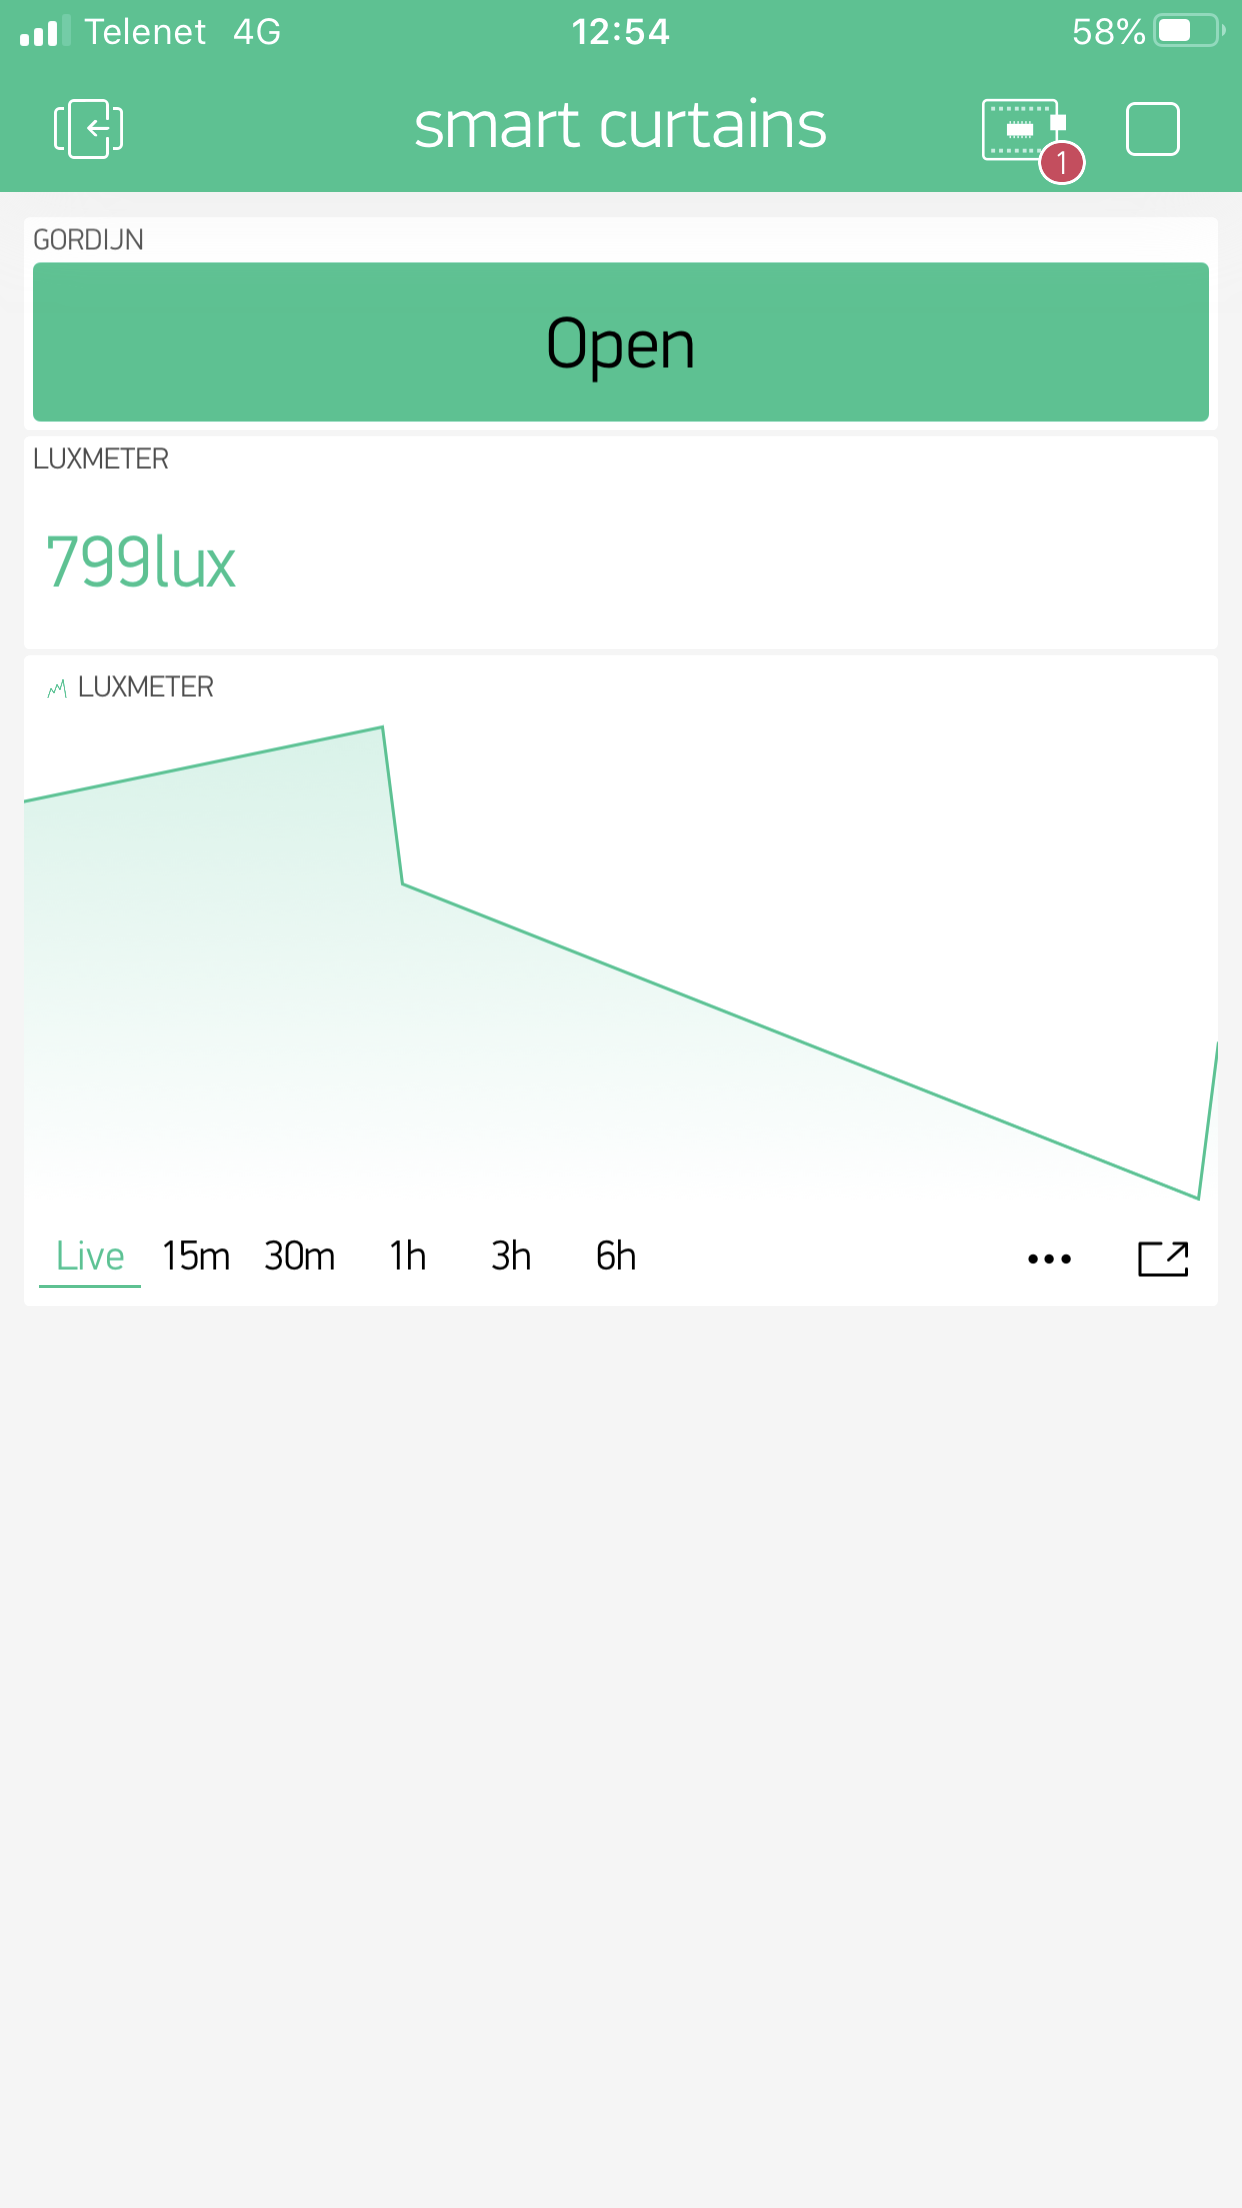 Telenet 4G 12:54 58%
smart curtains
1
GORDIJN
Open
LUXMETER
799lux
LUXMETER
Live 15m 30m 1h 3h 6h